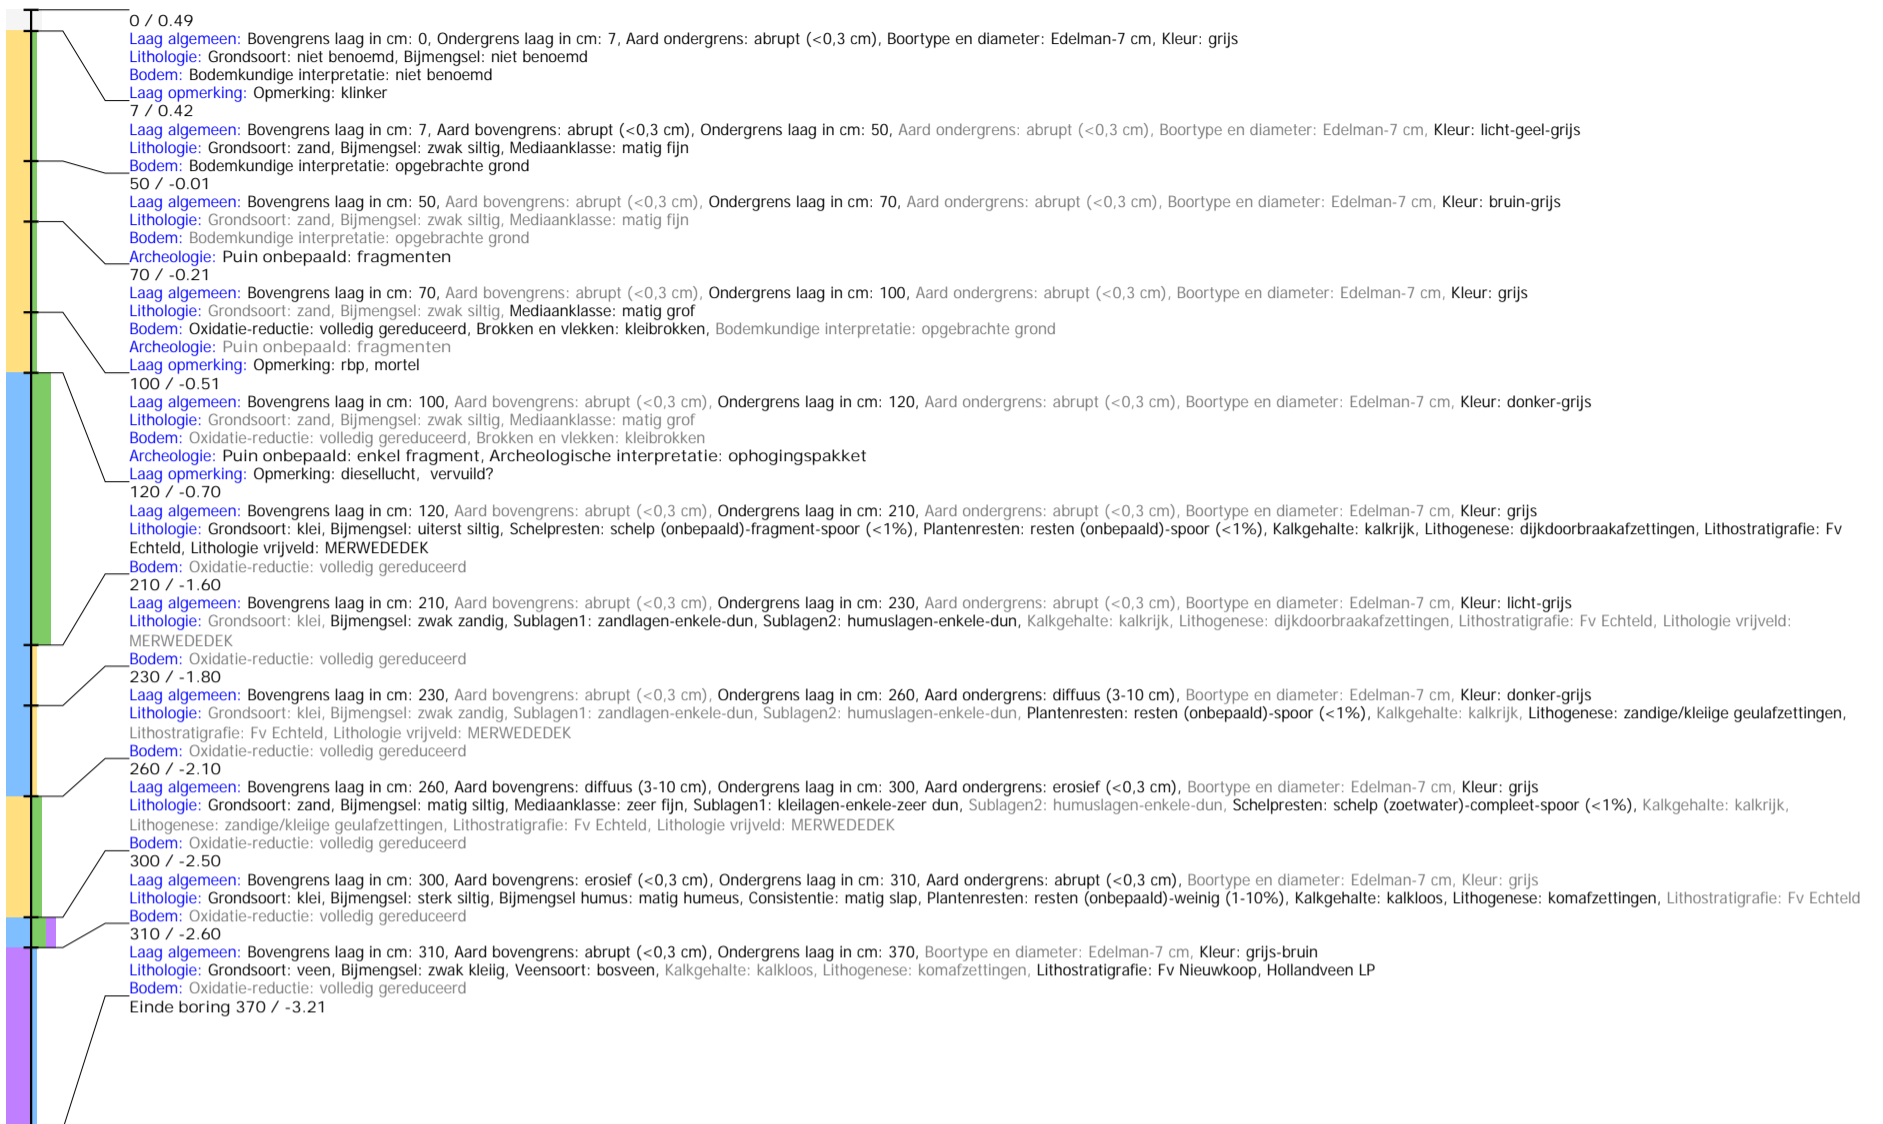 0 / 0.49
Laag algemeen: Bovengrens laag in cm: 0, Ondergrens laag in cm: 7, Aard ondergrens: abrupt (<0,3 cm), Boortype en diameter: Edelman-7 cm, Kleur: grijs
Lithologie: Grondsoort: niet benoemd, Bijmengsel: niet benoemd
Bodem: Bodemkundige interpretatie: niet benoemd
Laag opmerking: Opmerking: klinker
7 / 0.42
Laag algemeen: Bovengrens laag in cm: 7, Aard bovengrens: abrupt (<0,3 cm), Ondergrens laag in cm: 50, Aard ondergrens: abrupt (<0,3 cm), Boortype en diameter: Edelman-7 cm, Kleur: licht-geel-grijs
Lithologie: Grondsoort: zand, Bijmengsel: zwak siltig, Mediaanklasse: matig fijn
Bodem: Bodemkundige interpretatie: opgebrachte grond
50 / -0.01
Laag algemeen: Bovengrens laag in cm: 50, Aard bovengrens: abrupt (<0,3 cm), Ondergrens laag in cm: 70, Aard ondergrens: abrupt (<0,3 cm), Boortype en diameter: Edelman-7 cm, Kleur: bruin-grijs
Lithologie: Grondsoort: zand, Bijmengsel: zwak siltig, Mediaanklasse: matig fijn
Bodem: Bodemkundige interpretatie: opgebrachte grond
Archeologie: Puin onbepaald: fragmenten
70 / -0.21
Laag algemeen: Bovengrens laag in cm: 70, Aard bovengrens: abrupt (<0,3 cm), Ondergrens laag in cm: 100, Aard ondergrens: abrupt (<0,3 cm), Boortype en diameter: Edelman-7 cm, Kleur: grijs
Lithologie: Grondsoort: zand, Bijmengsel: zwak siltig, Mediaanklasse: matig grof
Bodem: Oxidatie-reductie: volledig gereduceerd, Brokken en vlekken: kleibrokken, Bodemkundige interpretatie: opgebrachte grond
Archeologie: Puin onbepaald: fragmenten
Laag opmerking: Opmerking: rbp, mortel
100 / -0.51
Laag algemeen: Bovengrens laag in cm: 100, Aard bovengrens: abrupt (<0,3 cm), Ondergrens laag in cm: 120, Aard ondergrens: abrupt (<0,3 cm), Boortype en diameter: Edelman-7 cm, Kleur: donker-grijs
Lithologie: Grondsoort: zand, Bijmengsel: zwak siltig, Mediaanklasse: matig grof
Bodem: Oxidatie-reductie: volledig gereduceerd, Brokken en vlekken: kleibrokken
Archeologie: Puin onbepaald: enkel fragment, Archeologische interpretatie: ophogingspakket
Laag opmerking: Opmerking: diesellucht, vervuild?
120 / -0.70
Laag algemeen: Bovengrens laag in cm: 120, Aard bovengrens: abrupt (<0,3 cm), Ondergrens laag in cm: 210, Aard ondergrens: abrupt (<0,3 cm), Boortype en diameter: Edelman-7 cm, Kleur: grijs
Lithologie: Grondsoort: klei, Bijmengsel: uiterst siltig, Schelpresten: schelp (onbepaald)-fragment-spoor (<1%), Plantenresten: resten (onbepaald)-spoor (<1%), Kalkgehalte: kalkrijk, Lithogenese: dijkdoorbraakafzettingen, Lithostratigrafie: Fv
Echteld, Lithologie vrijveld: MERWEDEDEK
Bodem: Oxidatie-reductie: volledig gereduceerd
210 / -1.60
Laag algemeen: Bovengrens laag in cm: 210, Aard bovengrens: abrupt (<0,3 cm), Ondergrens laag in cm: 230, Aard ondergrens: abrupt (<0,3 cm), Boortype en diameter: Edelman-7 cm, Kleur: licht-grijs
Lithologie: Grondsoort: klei, Bijmengsel: zwak zandig, Sublagen1: zandlagen-enkele-dun, Sublagen2: humuslagen-enkele-dun, Kalkgehalte: kalkrijk, Lithogenese: dijkdoorbraakafzettingen, Lithostratigrafie: Fv Echteld, Lithologie vrijveld:
MERWEDEDEK
Bodem: Oxidatie-reductie: volledig gereduceerd
230 / -1.80
Laag algemeen: Bovengrens laag in cm: 230, Aard bovengrens: abrupt (<0,3 cm), Ondergrens laag in cm: 260, Aard ondergrens: diffuus (3-10 cm), Boortype en diameter: Edelman-7 cm, Kleur: donker-grijs
Lithologie: Grondsoort: klei, Bijmengsel: zwak zandig, Sublagen1: zandlagen-enkele-dun, Sublagen2: humuslagen-enkele-dun, Plantenresten: resten (onbepaald)-spoor (<1%), Kalkgehalte: kalkrijk, Lithogenese: zandige/kleiige geulafzettingen,
Lithostratigrafie: Fv Echteld, Lithologie vrijveld: MERWEDEDEK
Bodem: Oxidatie-reductie: volledig gereduceerd
260 / -2.10
Laag algemeen: Bovengrens laag in cm: 260, Aard bovengrens: diffuus (3-10 cm), Ondergrens laag in cm: 300, Aard ondergrens: erosief (<0,3 cm), Boortype en diameter: Edelman-7 cm, Kleur: grijs
Lithologie: Grondsoort: zand, Bijmengsel: matig siltig, Mediaanklasse: zeer fijn, Sublagen1: kleilagen-enkele-zeer dun, Sublagen2: humuslagen-enkele-dun, Schelpresten: schelp (zoetwater)-compleet-spoor (<1%), Kalkgehalte: kalkrijk,
Lithogenese: zandige/kleiige geulafzettingen, Lithostratigrafie: Fv Echteld, Lithologie vrijveld: MERWEDEDEK
Bodem: Oxidatie-reductie: volledig gereduceerd
300 / -2.50
Laag algemeen: Bovengrens laag in cm: 300, Aard bovengrens: erosief (<0,3 cm), Ondergrens laag in cm: 310, Aard ondergrens: abrupt (<0,3 cm), Boortype en diameter: Edelman-7 cm, Kleur: grijs
Lithologie: Grondsoort: klei, Bijmengsel: sterk siltig, Bijmengsel humus: matig humeus, Consistentie: matig slap, Plantenresten: resten (onbepaald)-weinig (1-10%), Kalkgehalte: kalkloos, Lithogenese: komafzettingen, Lithostratigrafie: Fv Echteld
Bodem: Oxidatie-reductie: volledig gereduceerd
310 / -2.60
Laag algemeen: Bovengrens laag in cm: 310, Aard bovengrens: abrupt (<0,3 cm), Ondergrens laag in cm: 370, Boortype en diameter: Edelman-7 cm, Kleur: grijs-bruin
Lithologie: Grondsoort: veen, Bijmengsel: zwak kleiig, Veensoort: bosveen, Kalkgehalte: kalkloos, Lithogenese: komafzettingen, Lithostratigrafie: Fv Nieuwkoop, Hollandveen LP
Bodem: Oxidatie-reductie: volledig gereduceerd
Einde boring 370 / -3.21